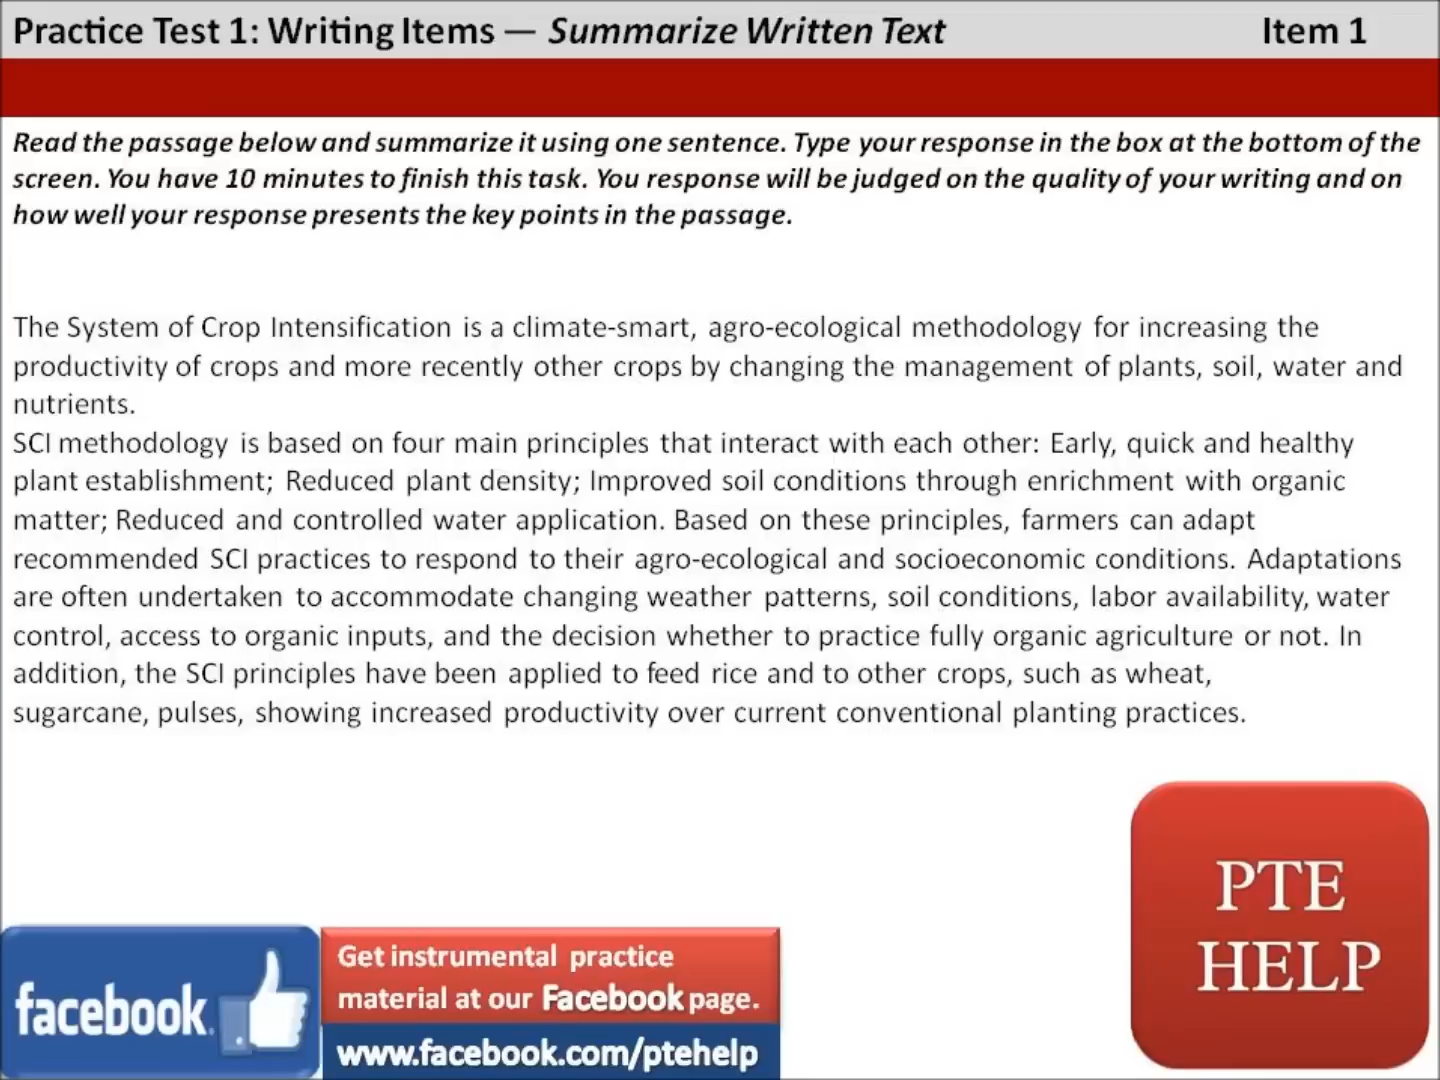 Practice Test 1: Writing Items — Summarize Written Text Item 1
Read the passage below and summarize it using one sentence. Type your response in the box at the bottom of the
screen. You have 10 minutes to finish this task. You response will be judged on the quality of your writing and on
how well your response presents the key points in the passage.
The System of Crop Intensification is a climate-smart, agro-ecological methodology for increasing the
productivity of crops and more recently other crops by changing the management of plants, soil, water and
nutrients.
SCI methodology is based on four main principles that interact with each other: Early, quick and healthy
plant establishment; Reduced plant density; Improved soil conditions through enrichment with organic
matter; Reduced and controlled water application. Based on these principles, farmers can adapt
recommended SCI practices to respond to their agro-ecological and socioeconomic conditions. Adaptations
are often undertaken to accommodate changing weather patterns, soil conditions, labor availability, water
control, access to organic inputs, and the decision whether to practice fully organic agriculture or not. In
addition, the SCI principles have been applied to feed rice and to other crops, such as wheat,
sugarcane, pulses, showing increased productivity over current conventional planting practices.
PTE
HELP
facebook.
Get instrumental practice
material at our Facebook page.
www.facebook.com/ptehelp